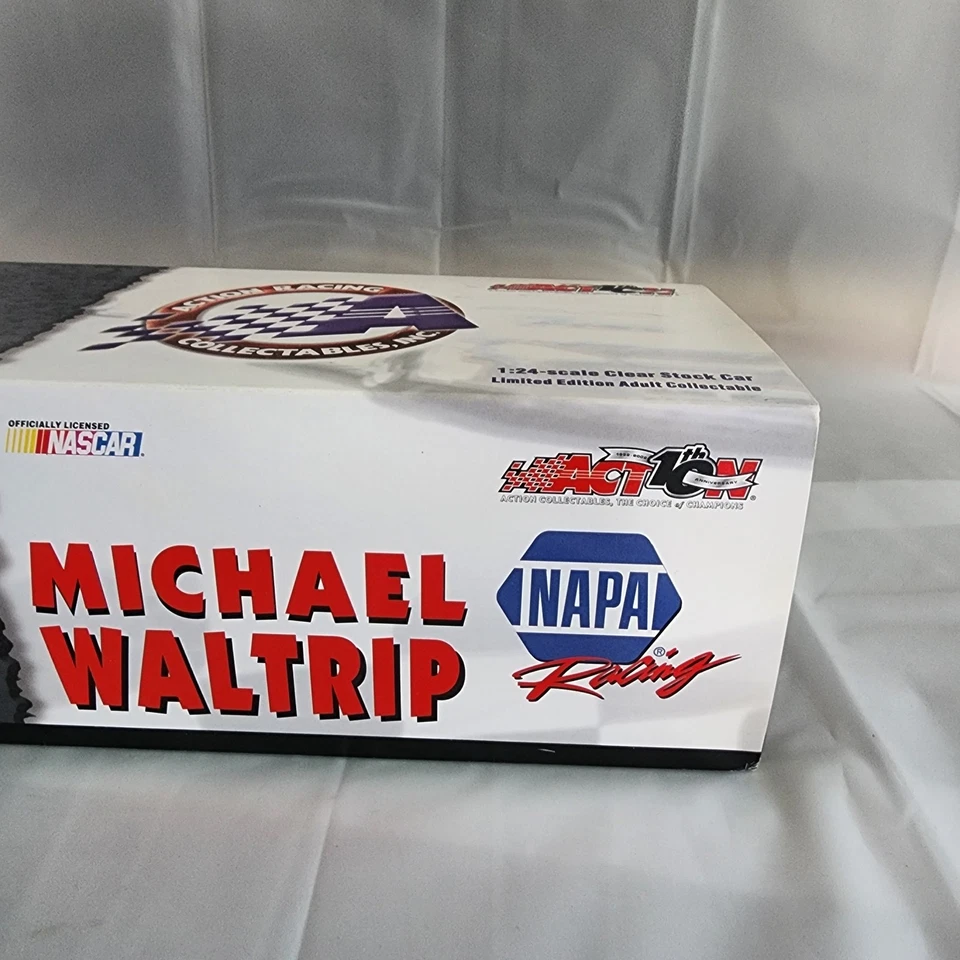 ACTION RACING
COLLECTABLES, INC.
1:24-scale Clear Stock Car
Limited Edition Adult Collectable
OFFICIALLY LICENSED
NASCAR
ACTION
10th
ANNIVERSARY
ACTION COLLECTABLES, THE CHOICE of CHAMPIONS
MICHAEL
WALTRIP
NAPA
®
Racing